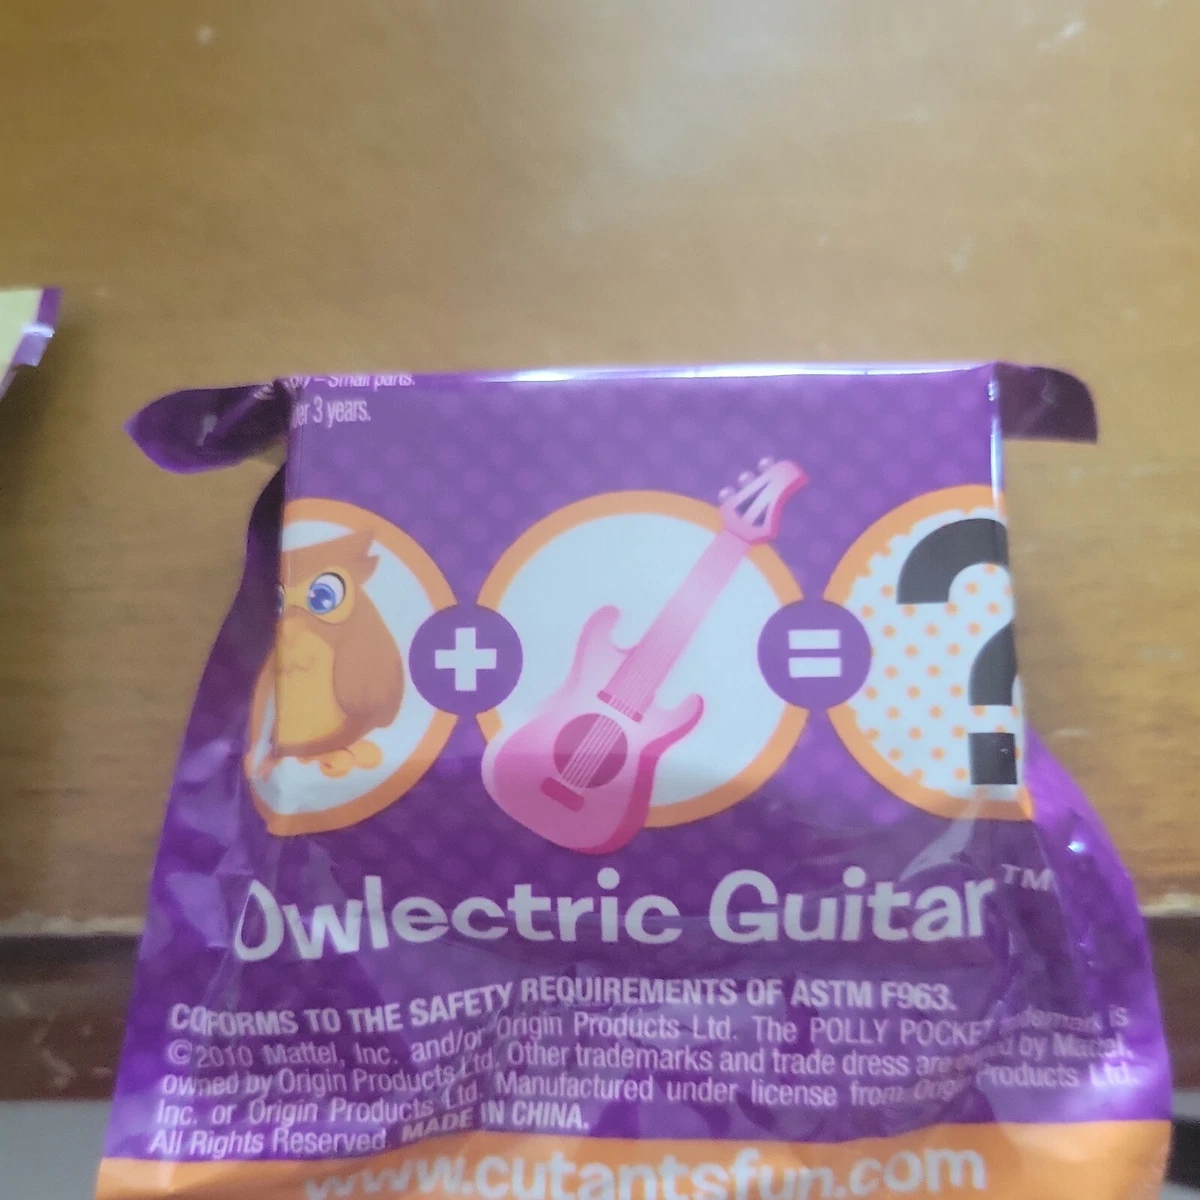 Small parts.
3 years.
+ = ?
Owlectric Guitar™
CONFORMS TO THE SAFETY REQUIREMENTS OF ASTM F963.
©2010 Mattel, Inc. and/or Origin Products Ltd. The POLLY POCKET trademark is
owned by Origin Products Ltd. Other trademarks and trade dress are owned by Mattel,
Inc. or Origin Products Ltd. Manufactured under license from Origin Products Ltd.
All Rights Reserved. MADE IN CHINA.
www.cutantsfun.com